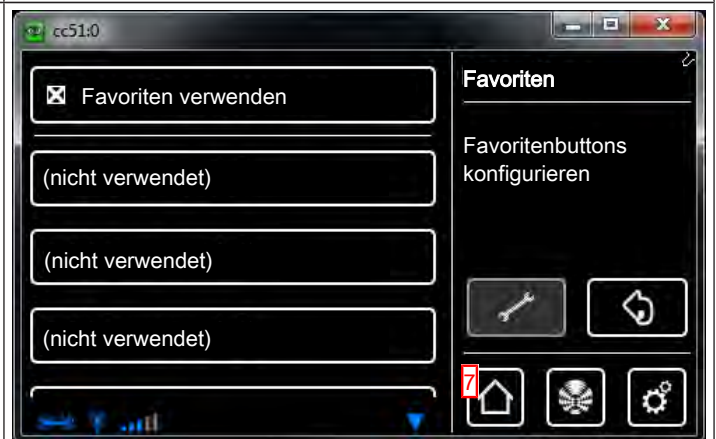 cc51:0
Favoriten verwenden
(nicht verwendet)
(nicht verwendet)
(nicht verwendet)
Favoriten
Favoritenbuttons
konfigurieren
7